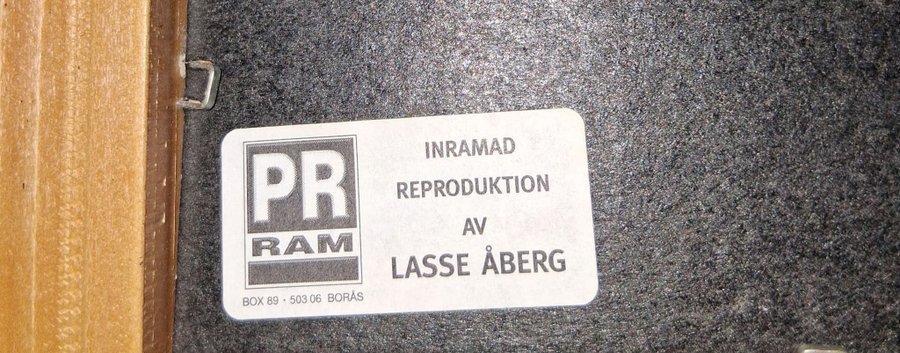 PR
RAM
BOX 89 · 503 06 BORÅS
INRAMAD
REPRODUKTION
AV
LASSE ÅBERG